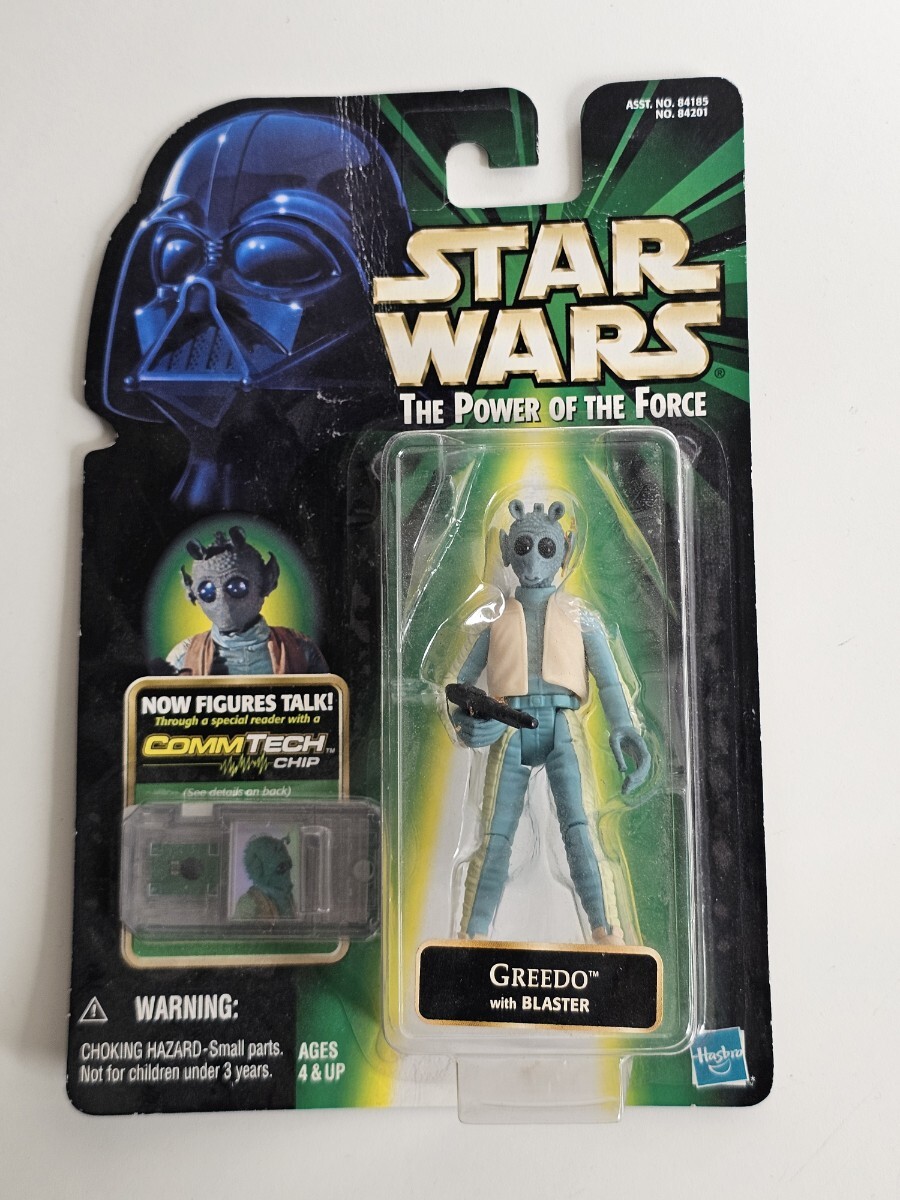 ASST. NO. 84185
NO. 84201
STAR
WARS®
THE POWER OF THE FORCE
NOW FIGURES TALK!
Through a special reader with a
COMMTECH™
CHIP
(See details on back)
GREEDO™
with BLASTER
WARNING:
CHOKING HAZARD-Small parts.
Not for children under 3 years.
AGES
4 & UP
Hasbro